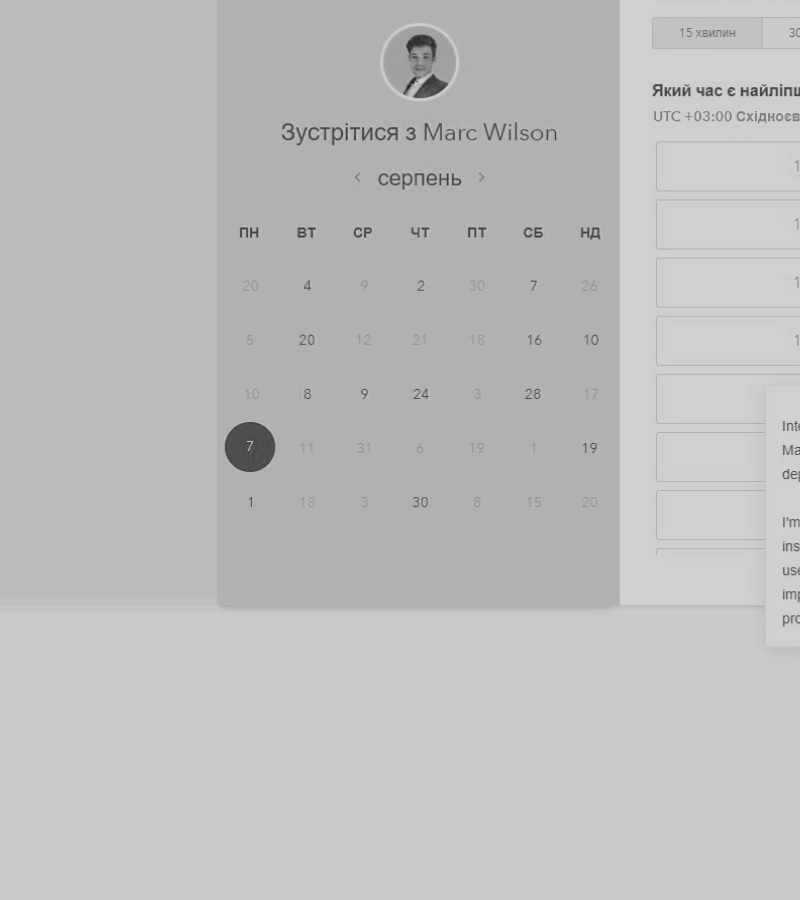 Зустрітися з Marc Wilson
‹ серпень ›
ПН ВТ СР ЧТ ПТ СБ НД
20 4 9 2 30 7 26
5 20 12 21 18 16 10
10 8 9 24 3 28 17
7 11 31 6 19 1 19
1 18 3 30 8 15 20
15 хвилин 30
Який час є найліпш
UTC +03:00 Східноєв
1
1
1
1
Inte
Ma
dep
I'm
ins
use
imp
pro